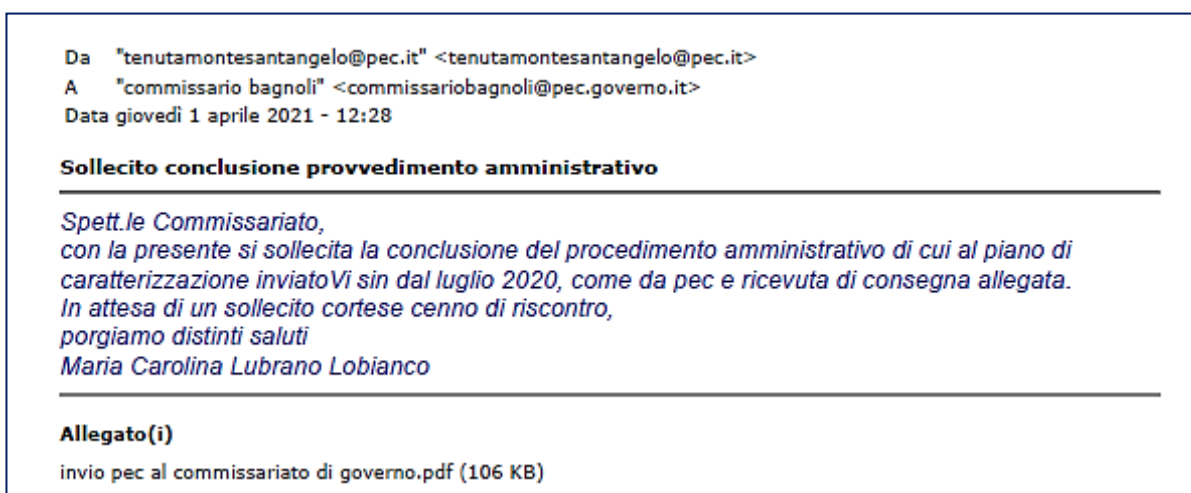 Da "tenutamontesantangelo@pec.it" <tenutamontesantangelo@pec.it>
A "commissario bagnoli" <commissariobagnoli@pec.governo.it>
Data giovedì 1 aprile 2021 - 12:28
Sollecito conclusione provvedimento amministrativo
Spett.le Commissariato,
con la presente si sollecita la conclusione del procedimento amministrativo di cui al piano di
caratterizzazione inviatoVi sin dal luglio 2020, come da pec e ricevuta di consegna allegata.
In attesa di un sollecito cortese cenno di riscontro,
porgiamo distinti saluti
Maria Carolina Lubrano Lobianco
Allegato(i)
invio pec al commissariato di governo.pdf (106 KB)